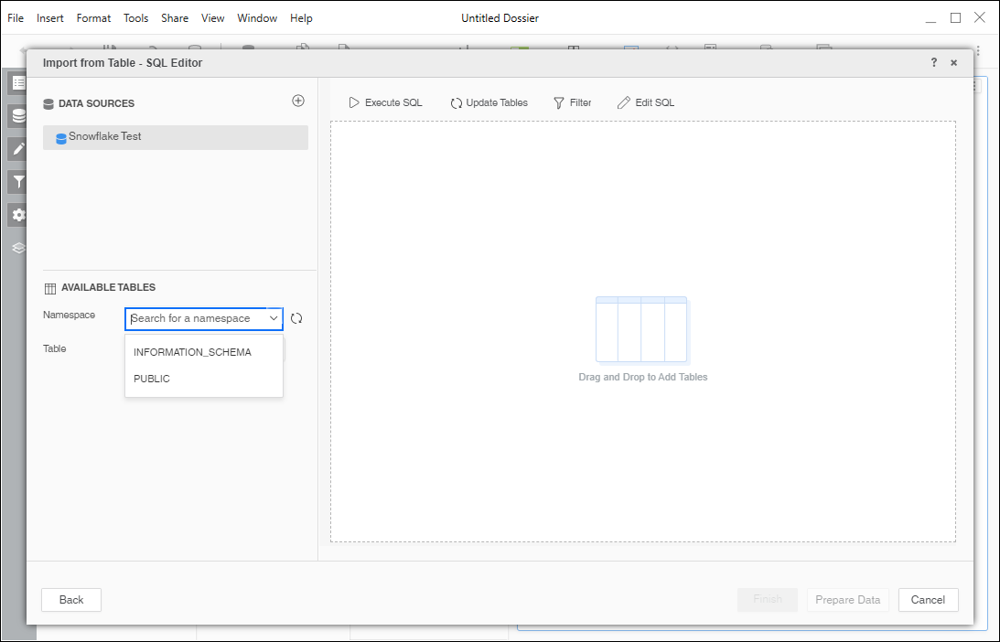 File Insert Format Tools Share View Window Help Untitled Dossier
Import from Table - SQL Editor ?
DATA SOURCES
Snowflake Test
Execute SQL Update Tables Filter Edit SQL
Drag and Drop to Add Tables
AVAILABLE TABLES
Namespace Search for a namespace
Table
INFORMATION_SCHEMA
PUBLIC
Back Finish Prepare Data Cancel